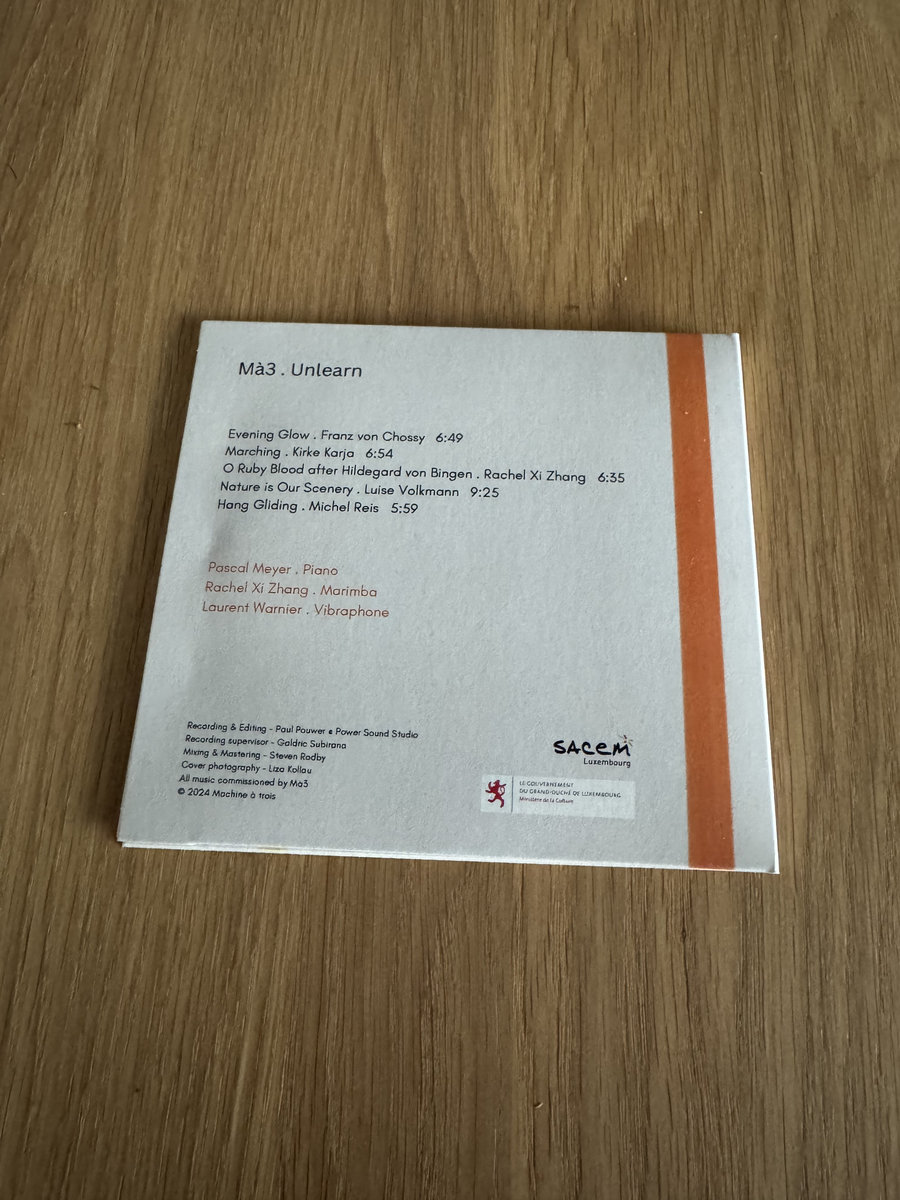 Mà3 . Unlearn
Evening Glow . Franz von Chossy 6:49
Marching . Kirke Karja 6:54
O Ruby Blood after Hildegard von Bingen . Rachel Xi Zhang 6:35
Nature is Our Scenery . Luise Volkmann 9:25
Hang Gliding . Michel Reis 5:59
Pascal Meyer . Piano
Rachel Xi Zhang . Marimba
Laurent Warnier . Vibraphone
Recording & Editing - Paul Pouwer @ Power Sound Studio
Recording supervisor - Galdric Subirana
Mixing & Mastering - Steven Rodby
Cover photography - Liza Kollau
All music commissioned by Ma3
© 2024 Machine à trois
sacem
Luxembourg
LE GOUVERNEMENT
DU GRAND-DUCHÉ DE LUXEMBOURG
Ministère de la Culture